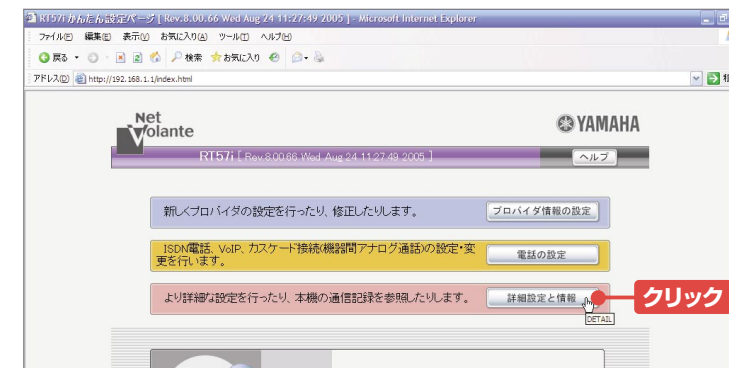 RT57i かんたん設定ページ [ Rev.8.00.66 Wed Aug 24 11:27:49 2005 ] - Microsoft Internet Explorer
ファイル(F) 編集(E) 表示(V) お気に入り(A) ツール(T) ヘルプ(H)
戻る 検索 お気に入り
アドレス(D) http://192.168.1.1/index.html
Net Volante
YAMAHA
RT57i [ Rev.8.00.66 Wed Aug 24 11:27:49 2005 ]
ヘルプ
新しくプロバイダの設定を行ったり、修正したりします。
プロバイダ情報の設定
ISDN電話、VoIP、カスケード接続(機器間アナログ通話)の設定・変
更を行います。
電話の設定
より詳細な設定を行ったり、本機の通信記録を参照したりします。
詳細設定と情報
クリック
DETAIL